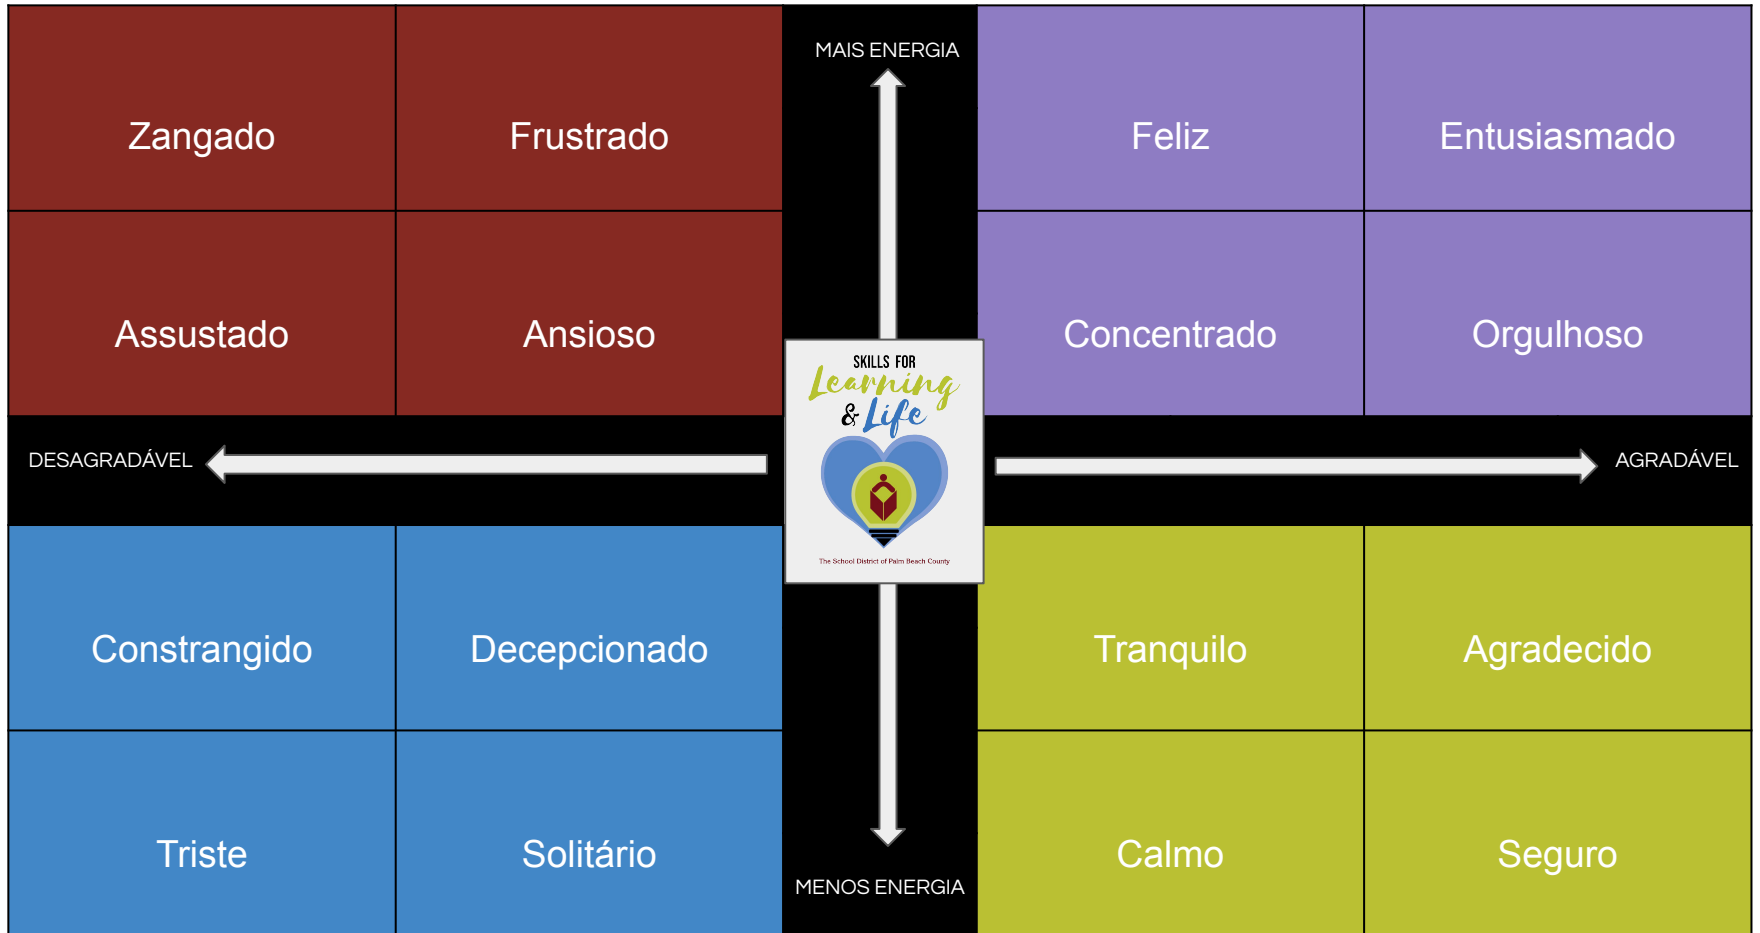 MAIS ENERGIA
Zangado
Frustrado
Feliz
Entusiasmado
Assustado
Ansioso
Concentrado
Orgulhoso
SKILLS FOR
Learning
& Life
The School District of Palm Beach County
DESAGRADÁVEL
AGRADÁVEL
Constrangido
Decepcionado
Tranquilo
Agradecido
Triste
Solitário
Calmo
Seguro
MENOS ENERGIA